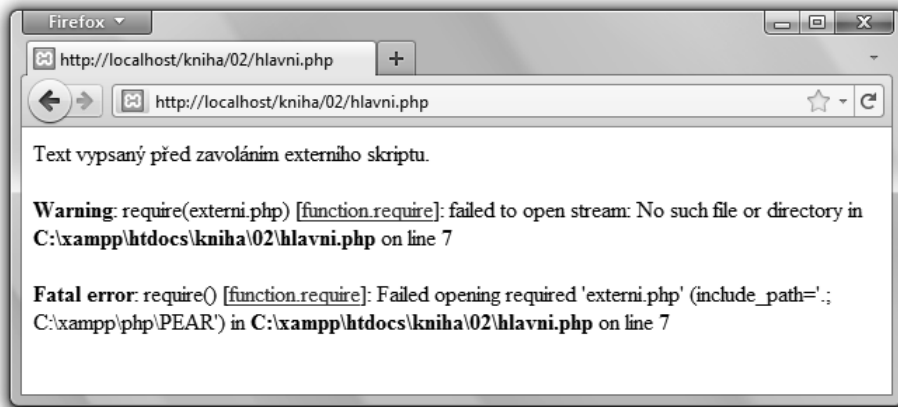 Firefox
http://localhost/kniha/02/hlavni.php
http://localhost/kniha/02/hlavni.php
Text vypsaný před zavoláním externího skriptu.
Warning: require(externi.php) [function.require]: failed to open stream: No such file or directory in
C:\xampp\htdocs\kniha\02\hlavni.php on line 7
Fatal error: require() [function.require]: Failed opening required 'externi.php' (include_path='.;
C:\xampp\php\PEAR') in C:\xampp\htdocs\kniha\02\hlavni.php on line 7